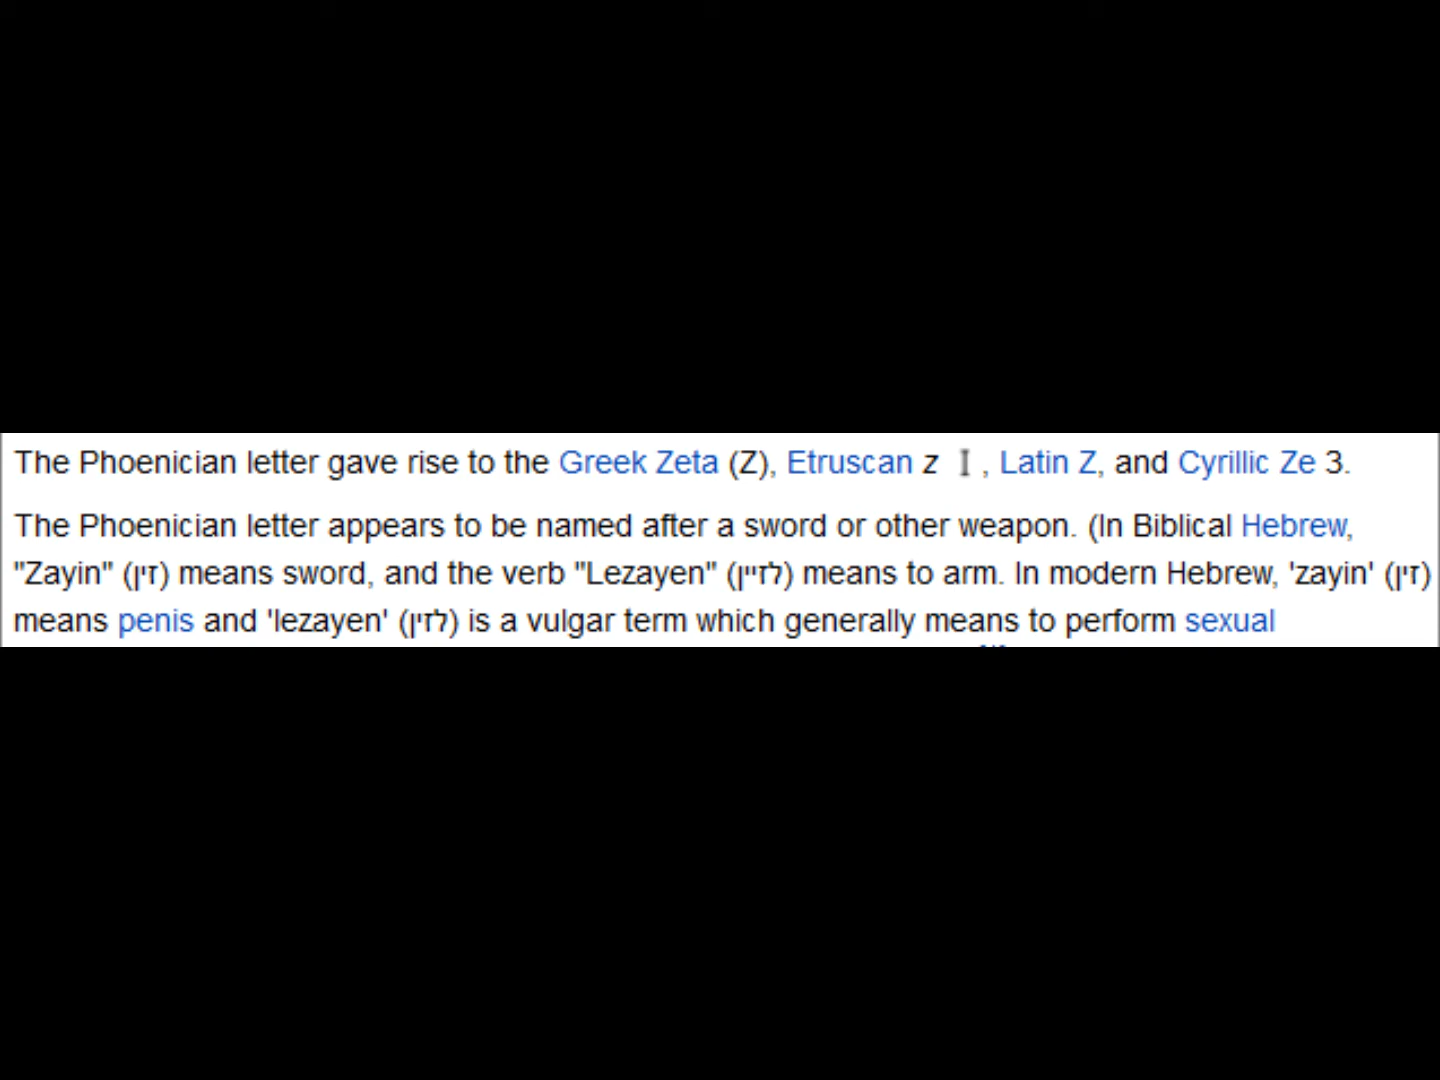 The Phoenician letter gave rise to the Greek Zeta (Z), Etruscan z I , Latin Z, and Cyrillic Ze З.
The Phoenician letter appears to be named after a sword or other weapon. (In Biblical Hebrew,
"Zayin" (זין) means sword, and the verb "Lezayen" (לזיין) means to arm. In modern Hebrew, 'zayin' (זין)
means penis and 'lezayen' (לזין) is a vulgar term which generally means to perform sexual